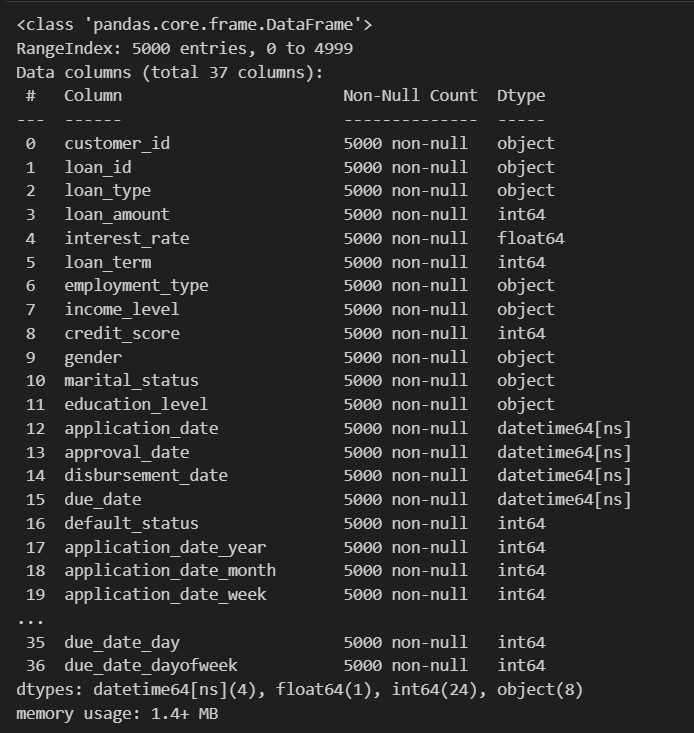 <class 'pandas.core.frame.DataFrame'>
RangeIndex: 5000 entries, 0 to 4999
Data columns (total 37 columns):
 #   Column                       Non-Null Count  Dtype
---  ------                       --------------  -----
 0   customer_id                  5000 non-null   object
 1   loan_id                      5000 non-null   object
 2   loan_type                    5000 non-null   object
 3   loan_amount                  5000 non-null   int64
 4   interest_rate                5000 non-null   float64
 5   loan_term                    5000 non-null   int64
 6   employment_type              5000 non-null   object
 7   income_level                 5000 non-null   object
 8   credit_score                 5000 non-null   int64
 9   gender                       5000 non-null   object
 10  marital_status               5000 non-null   object
 11  education_level              5000 non-null   object
 12  application_date             5000 non-null   datetime64[ns]
 13  approval_date                5000 non-null   datetime64[ns]
 14  disbursement_date            5000 non-null   datetime64[ns]
 15  due_date                     5000 non-null   datetime64[ns]
 16  default_status               5000 non-null   int64
 17  application_date_year        5000 non-null   int64
 18  application_date_month       5000 non-null   int64
 19  application_date_week        5000 non-null   int64
...
 35  due_date_day                 5000 non-null   int64
 36  due_date_dayofweek           5000 non-null   int64
dtypes: datetime64[ns](4), float64(1), int64(24), object(8)
memory usage: 1.4+ MB